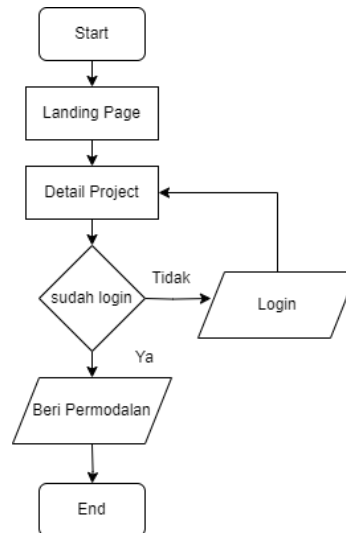 Start
Landing Page
Detail Project
sudah login
Tidak
Login
Ya
Beri Permodalan
End